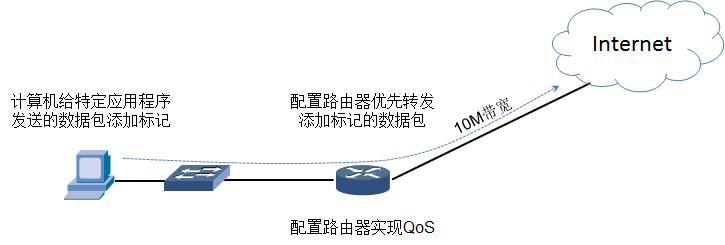 Internet
计算机给特定应用程序
发送的数据包添加标记
配置路由器优先转发
添加标记的数据包
10M带宽
配置路由器实现QoS